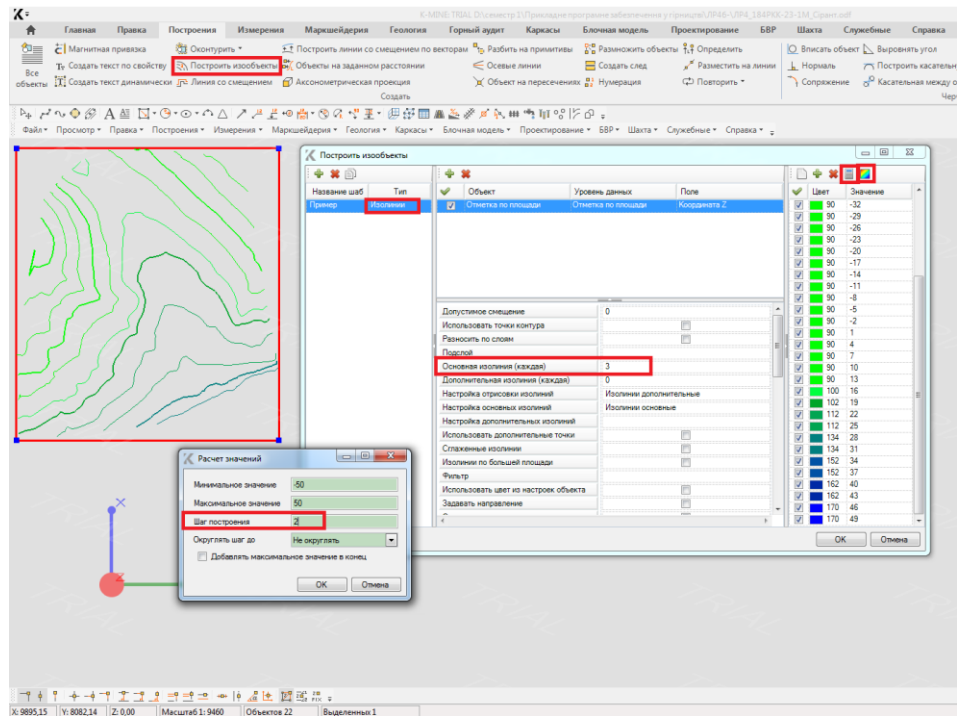 K-MINE:TRIAL D:\семестр 1\Прикладне програмне забезпечення у гірництві\ЛР46-\ЛР4_184РКК-23-1М_Сірант.odf
Главная Правка Построения Измерения Маркшейдерия Геология Горный аудит Каркасы Блочная модель Проектирование БВР Шахта Служебные Справка
Все объекты
Магнитная привязка Оконтурить Построить линии со смещением по векторам Разбить на примитивы Размножить объекты Определить Вписать объект Выровнять угол
Создать текст по свойству Построить изообъекты Объекты на заданном расстоянии Осевые линии Создать след Разместить на линии Нормаль Построить касательн
Создать текст динамически Линия со смещением Аксонометрическая проекция Объект на пересечениях Нумерация Повторить Сопряжение Касательная между о
Создать Чер
Файл Просмотр Правка Построения Измерения Маркшейдерия Геология Каркасы Блочная модель Проектирование БВР Шахта Служебные Справка
Построить изообъекты
Название шаб Тип
Пример Изолинии
Объект Уровень данных Поле
Отметка по площади Отметка по площади Координата Z
Допустимое смещение 0
Использовать точки контура
Разносить по слоям
Подслой
Основная изолиния (каждая) 3
Дополнительная изолиния (каждая) 0
Настройка отрисовки изолиний Изолинии дополнительные
Настройка основных изолиний Изолинии основные
Настройка дополнительных изолиний
Использовать дополнительные точки
Сглаженные изолинии
Изолинии по большей площади
Фильтр
Использовать цвет из настроек объекта
Задавать направление
Цвет Значение
90 -32
90 -29
90 -26
90 -23
90 -20
90 -17
90 -14
90 -11
90 -8
90 -5
90 -2
90 1
90 4
90 7
90 10
90 13
100 16
102 19
112 22
112 25
134 28
134 31
152 34
152 37
162 40
162 43
170 46
170 49
OK Отмена
Расчет значений
Минимальное значение -50
Максимальное значение 50
Шаг построения 2
Округлять шаг до Не округлять
Добавлять максимальное значение в конец
OK Отмена
X
Z
TRIAL
X: 9895,15 Y: 8082,14 Z: 0,00 Масштаб 1: 9460 Объектов 22 Выделенных 1